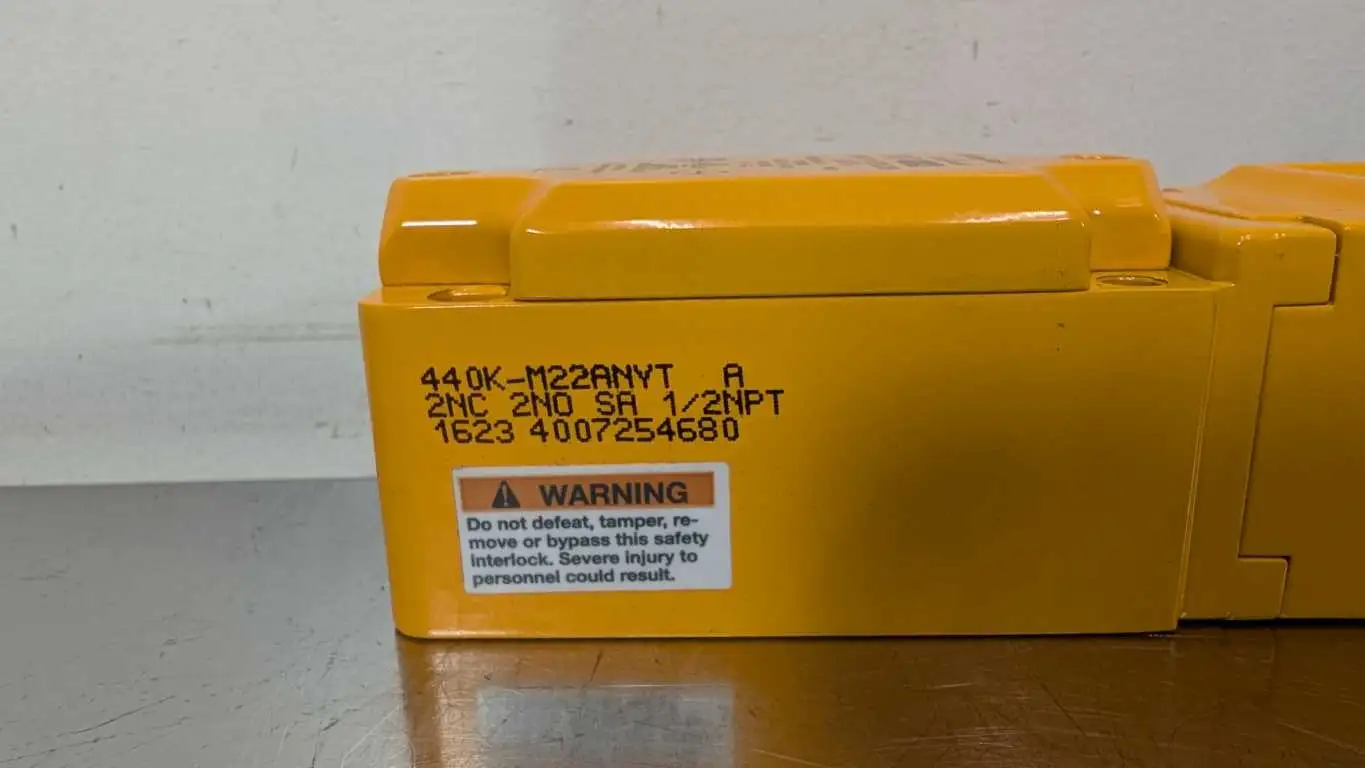 440K-M22ANYT A
2NC 2NO SA 1/2NPT
1623 4007254680
WARNING
Do not defeat, tamper, re-
move or bypass this safety
interlock. Severe injury to
personnel could result.